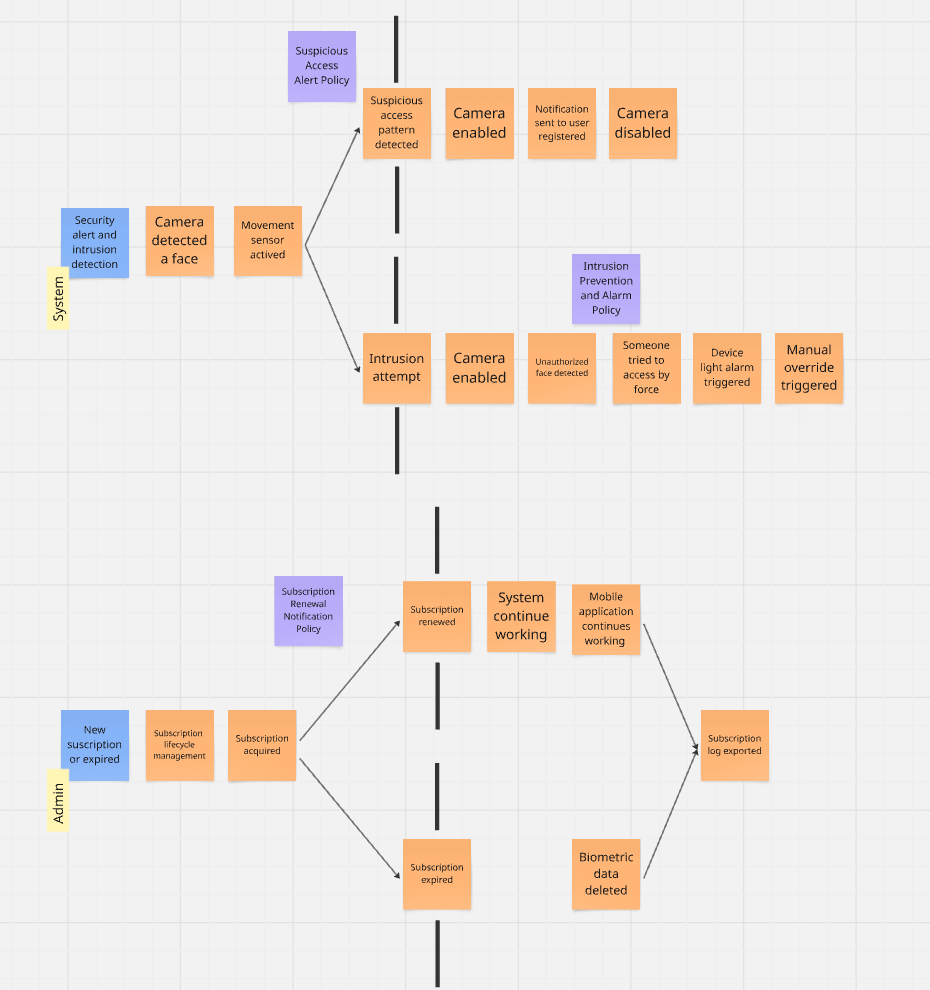 Suspicious
Access
Alert Policy
Suspicious
access
pattern
detected
Camera
enabled
Notification
sent to user
registered
Camera
disabled
Security
alert and
intrusion
detection
System
Camera
detected
a face
Movement
sensor
actived
Intrusion
Prevention
and Alarm
Policy
Intrusion
attempt
Camera
enabled
Unauthorized
face detected
Someone
tried to
access by
force
Device
light alarm
triggered
Manual
override
triggered
Subscription
Renewal
Notification
Policy
Subscription
renewed
System
continue
working
Mobile
application
continues
working
New
suscription
or expired
Admin
Subscription
lifecycle
management
Subscription
acquired
Subscription
log exported
Subscription
expired
Biometric
data
deleted